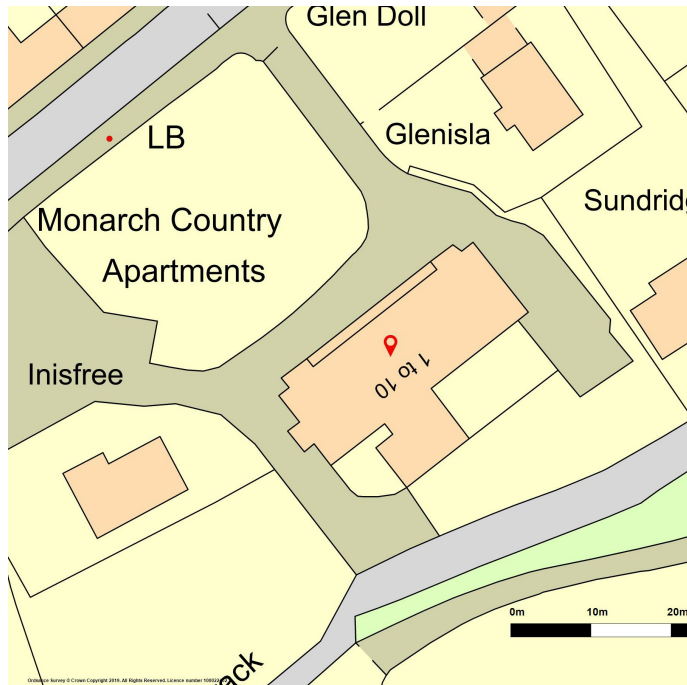 Glen Doll
LB
Glenisla
Monarch Country
Apartments
Sundridg
1 to 10
Inisfree
0m 10m 20m
ack